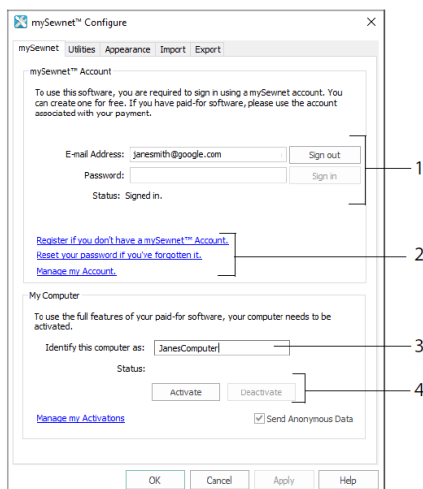 mySewnet™ Configure
mySewnet Utilities Appearance Import Export
mySewnet™ Account
To use this software, you are required to sign in using a mySewnet account. You
can create one for free. If you have paid-for software, please use the account
associated with your payment.
E-mail Address: janesmith@google.com Sign out
1
Password: Sign in
Status: Signed in.
Register if you don't have a mySewnet™ Account.
2
Reset your password if you've forgotten it.
Manage my Account.
My Computer
To use the full features of your paid-for software, your computer needs to be
activated.
Identify this computer as: JanesComputer 3
Status:
Activate Deactivate 4
Manage my Activations Send Anonymous Data
OK Cancel Apply Help